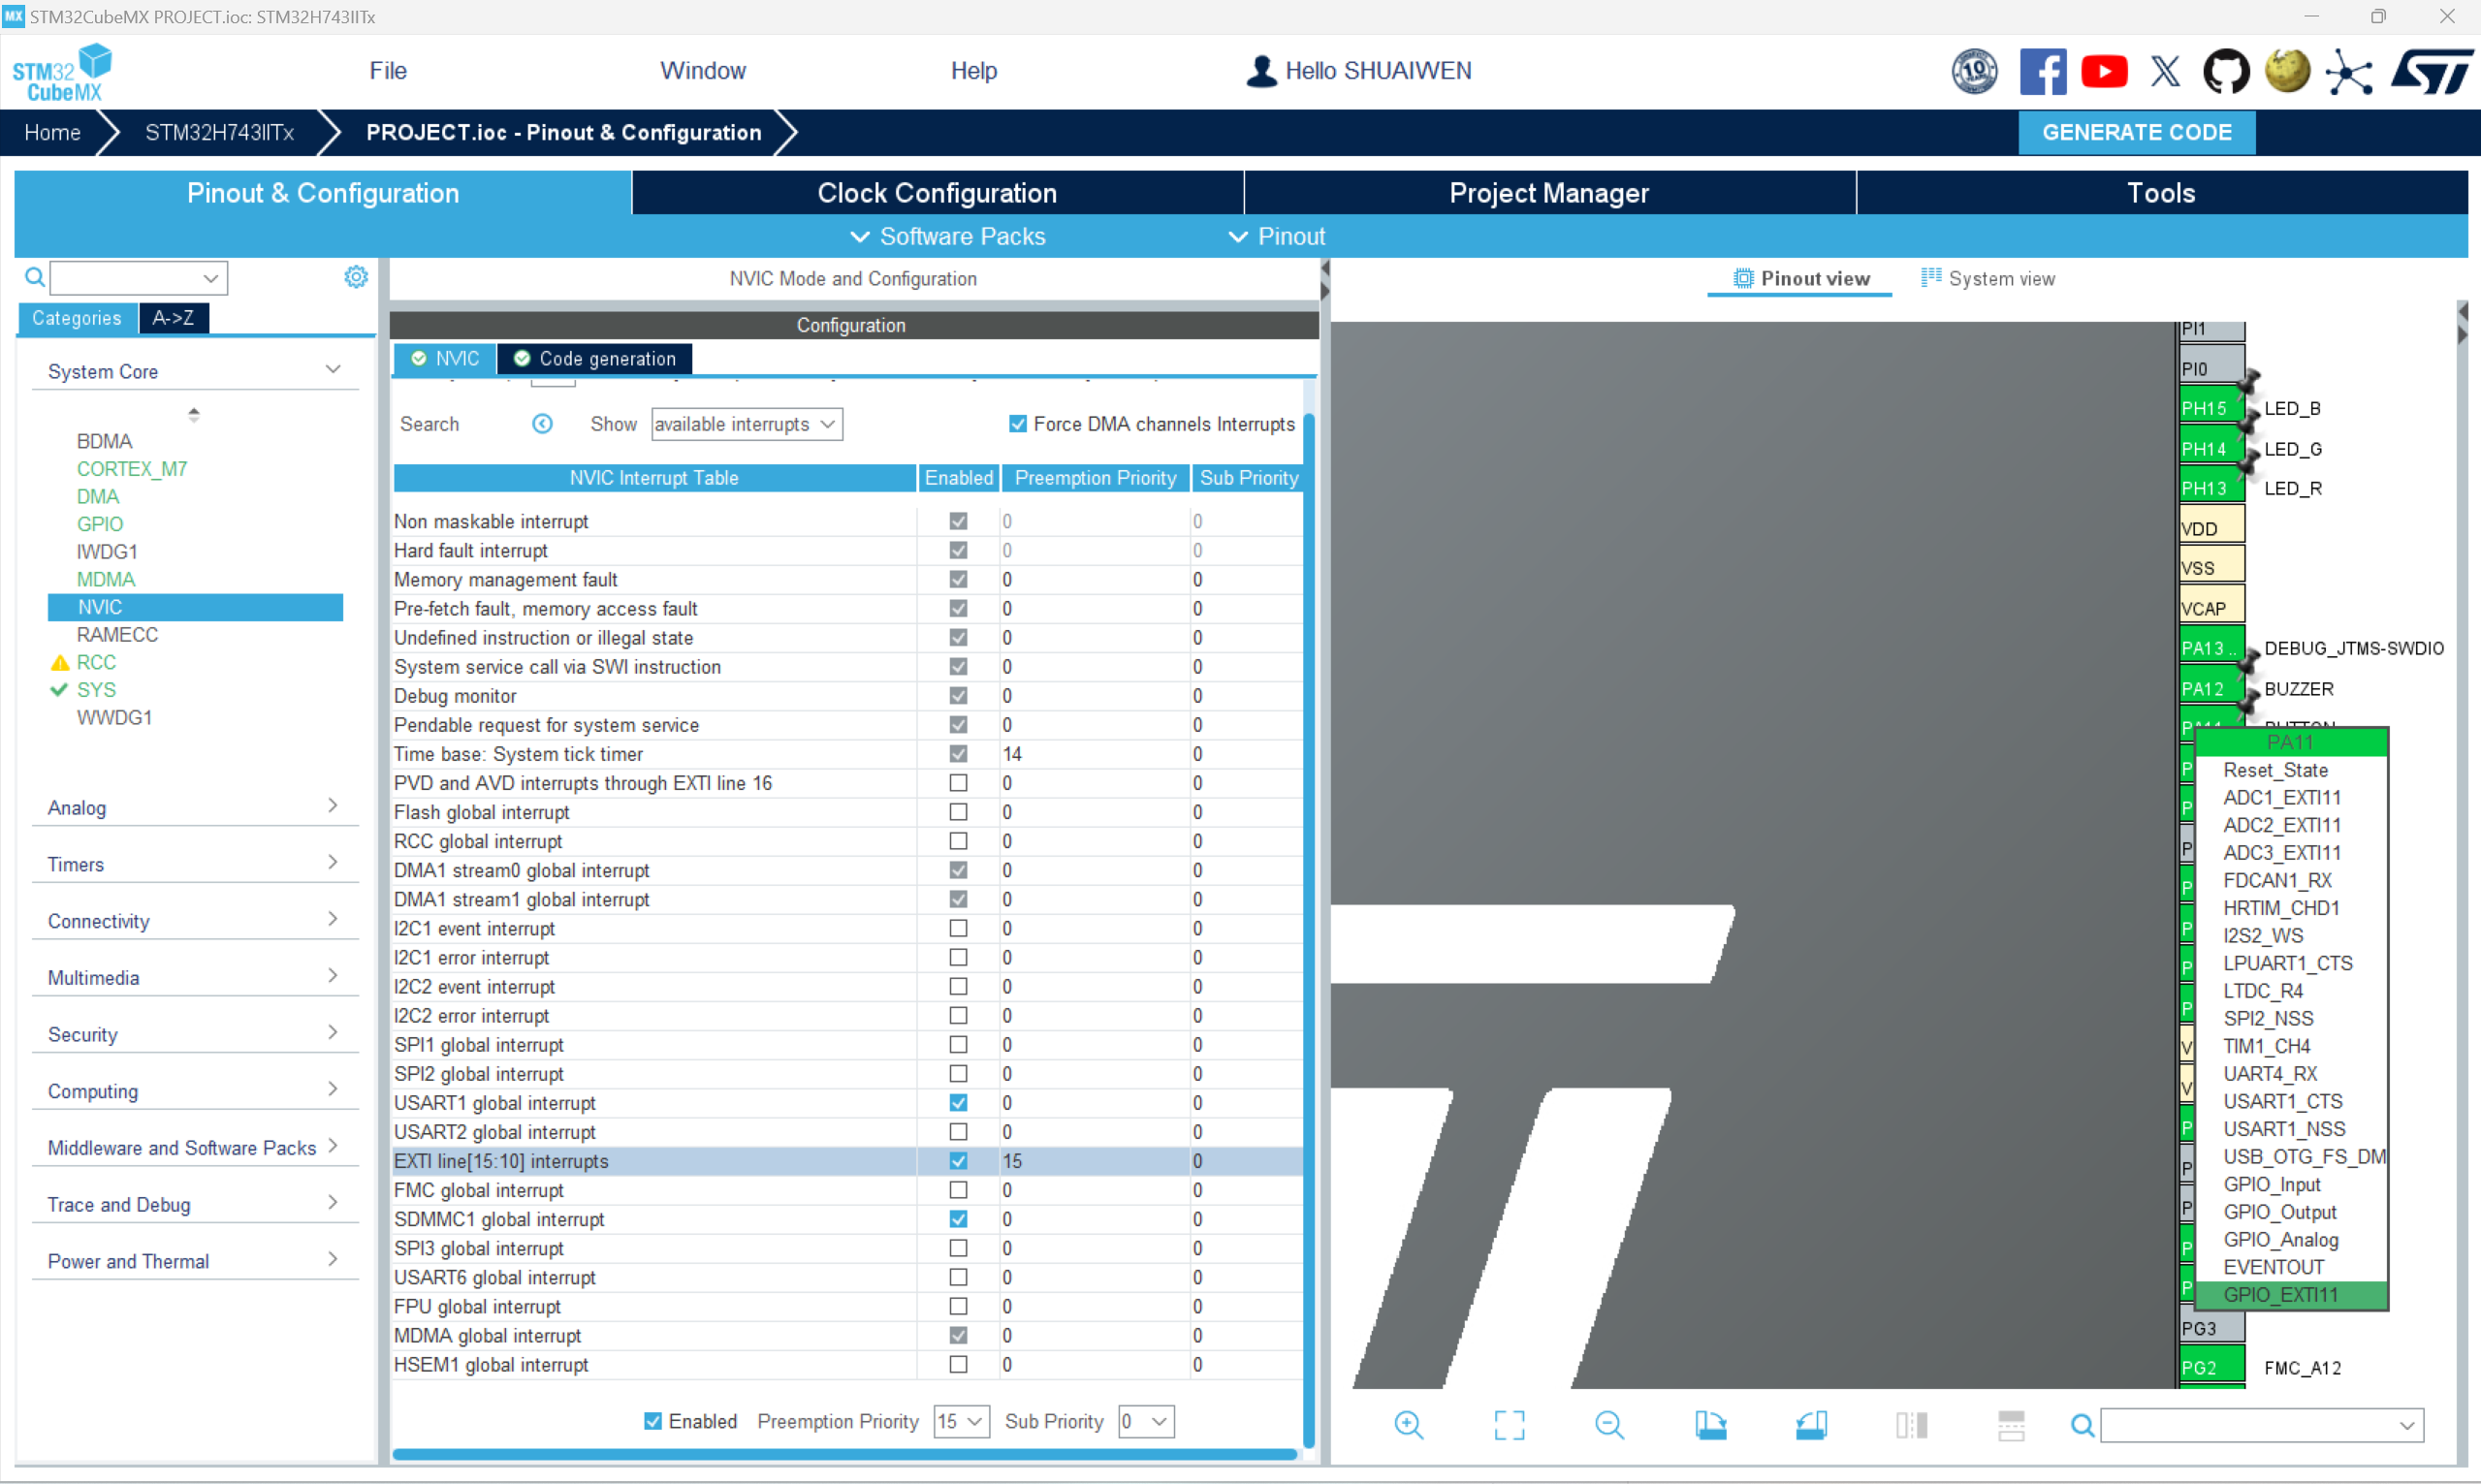 MX STM32CubeMX PROJECT.ioc: STM32H743IITx
STM32 CubeMX
File
Window
Help
Hello SHUAIWEN
10
Home
STM32H743IITx
PROJECT.ioc - Pinout & Configuration
GENERATE CODE
Pinout & Configuration
Clock Configuration
Project Manager
Tools
Software Packs
Pinout
Categories
A->Z
System Core
BDMA
CORTEX_M7
DMA
GPIO
IWDG1
MDMA
NVIC
RAMECC
RCC
SYS
WWDG1
Analog
Timers
Connectivity
Multimedia
Security
Computing
Middleware and Software Packs
Trace and Debug
Power and Thermal
NVIC Mode and Configuration
Configuration
NVIC
Code generation
Search
Show
available interrupts
Force DMA channels Interrupts
NVIC Interrupt Table Enabled Preemption Priority Sub Priority
Non maskable interrupt 0 0
Hard fault interrupt 0 0
Memory management fault 0 0
Pre-fetch fault, memory access fault 0 0
Undefined instruction or illegal state 0 0
System service call via SWI instruction 0 0
Debug monitor 0 0
Pendable request for system service 0 0
Time base: System tick timer 14 0
PVD and AVD interrupts through EXTI line 16 0 0
Flash global interrupt 0 0
RCC global interrupt 0 0
DMA1 stream0 global interrupt 0 0
DMA1 stream1 global interrupt 0 0
I2C1 event interrupt 0 0
I2C1 error interrupt 0 0
I2C2 event interrupt 0 0
I2C2 error interrupt 0 0
SPI1 global interrupt 0 0
SPI2 global interrupt 0 0
USART1 global interrupt 0 0
USART2 global interrupt 0 0
EXTI line[15:10] interrupts 15 0
FMC global interrupt 0 0
SDMMC1 global interrupt 0 0
SPI3 global interrupt 0 0
USART6 global interrupt 0 0
FPU global interrupt 0 0
MDMA global interrupt 0 0
HSEM1 global interrupt 0 0
Enabled Preemption Priority 15 Sub Priority 0
Pinout view
System view
PI1
PI0
PH15 LED_B
PH14 LED_G
PH13 LED_R
VDD
VSS
VCAP
PA13 .. DEBUG_JTMS-SWDIO
PA12 BUZZER
PA11 BUTTON
PA11
Reset_State
ADC1_EXTI11
ADC2_EXTI11
ADC3_EXTI11
FDCAN1_RX
HRTIM_CHD1
I2S2_WS
LPUART1_CTS
LTDC_R4
SPI2_NSS
TIM1_CH4
UART4_RX
USART1_CTS
USART1_NSS
USB_OTG_FS_DM
GPIO_Input
GPIO_Output
GPIO_Analog
EVENTOUT
GPIO_EXTI11
PG3
PG2 FMC_A12